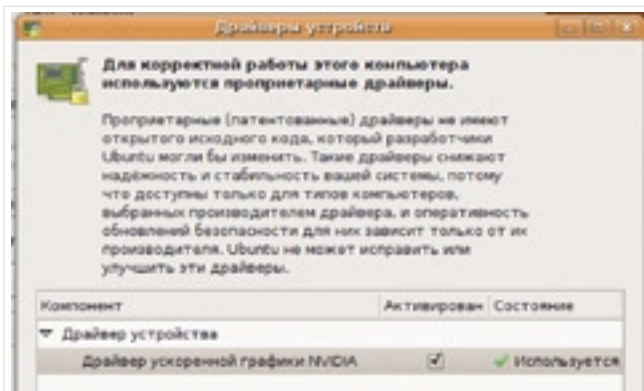 Драйверы устройств
Для корректной работы этого компьютера
используются проприетарные драйверы.
Проприетарные (патентованные) драйверы не имеют
открытого исходного кода, который разработчики
Ubuntu могли бы изменить. Такие драйверы снижают
надёжность и стабильность вашей системы, потому
что доступны только для типов компьютеров,
выбранных производителем драйвера, и оперативность
обновлений безопасности для них зависит только от их
производителя. Ubuntu не может исправить или
улучшить эти драйверы.
Компонент Активирован Состояние
Драйвер устройства
Драйвер ускоренной графики NVIDIA Используется